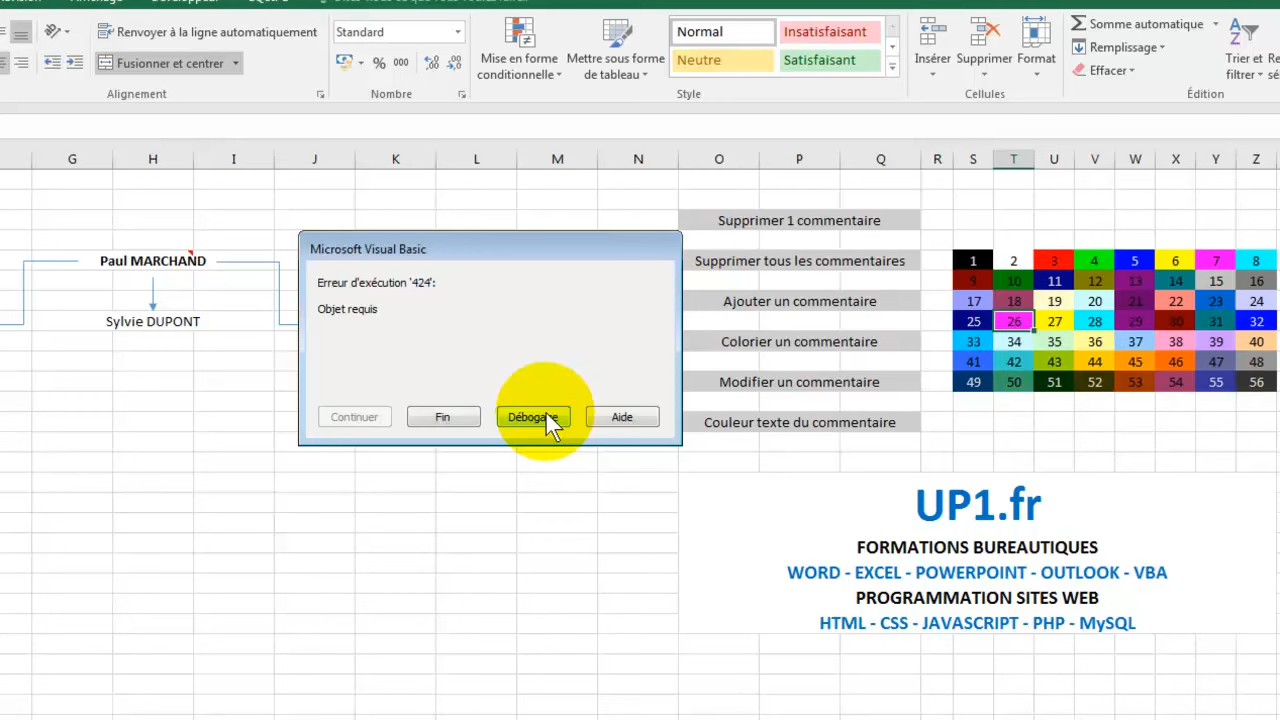 Renvoyer à la ligne automatiquement
Standard
Fusionner et centrer
% 000
Mise en forme
conditionnelle
Mettre sous forme
de tableau
Normal
Insatisfaisant
Neutre
Satisfaisant
Insérer
Supprimer
Format
Somme automatique
Remplissage
Effacer
Trier et
filtrer
Alignement
Nombre
Style
Cellules
Édition
G H I J K L M N O P Q R S T U V W X Y Z
Supprimer 1 commentaire
Microsoft Visual Basic
Paul MARCHAND
Supprimer tous les commentaires
1 2 3 4 5 6 7 8
Erreur d'exécution '424':
9 10 11 12 13 14 15 16
Objet requis
Ajouter un commentaire
17 18 19 20 21 22 23 24
Sylvie DUPONT
25 26 27 28 29 30 31 32
Colorier un commentaire
33 34 35 36 37 38 39 40
41 42 43 44 45 46 47 48
Modifier un commentaire
49 50 51 52 53 54 55 56
Continuer
Fin
Débogage
Aide
Couleur texte du commentaire
UP1.fr
FORMATIONS BUREAUTIQUES
WORD - EXCEL - POWERPOINT - OUTLOOK - VBA
PROGRAMMATION SITES WEB
HTML - CSS - JAVASCRIPT - PHP - MySQL